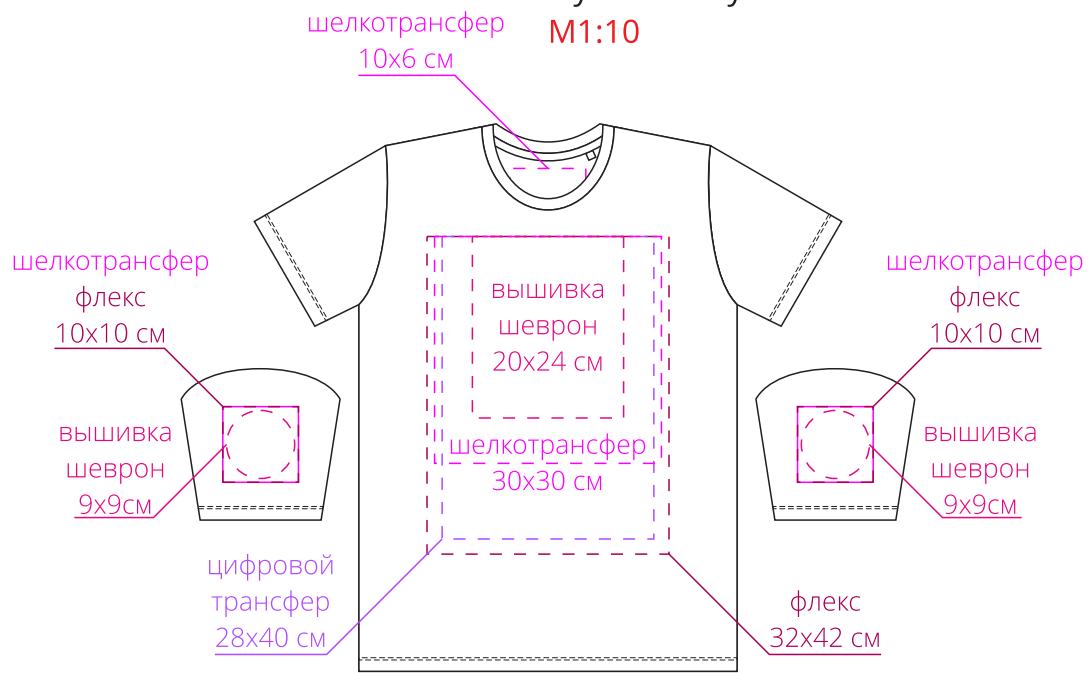 шелкотрансфер
10х6 см
М1:10
шелкотрансфер
флекс
10х10 см
вышивка
шеврон
9х9см
вышивка
шеврон
20х24 см
шелкотрансфер
30х30 см
шелкотрансфер
флекс
10х10 см
вышивка
шеврон
9х9см
цифровой
трансфер
28х40 см
флекс
32х42 см